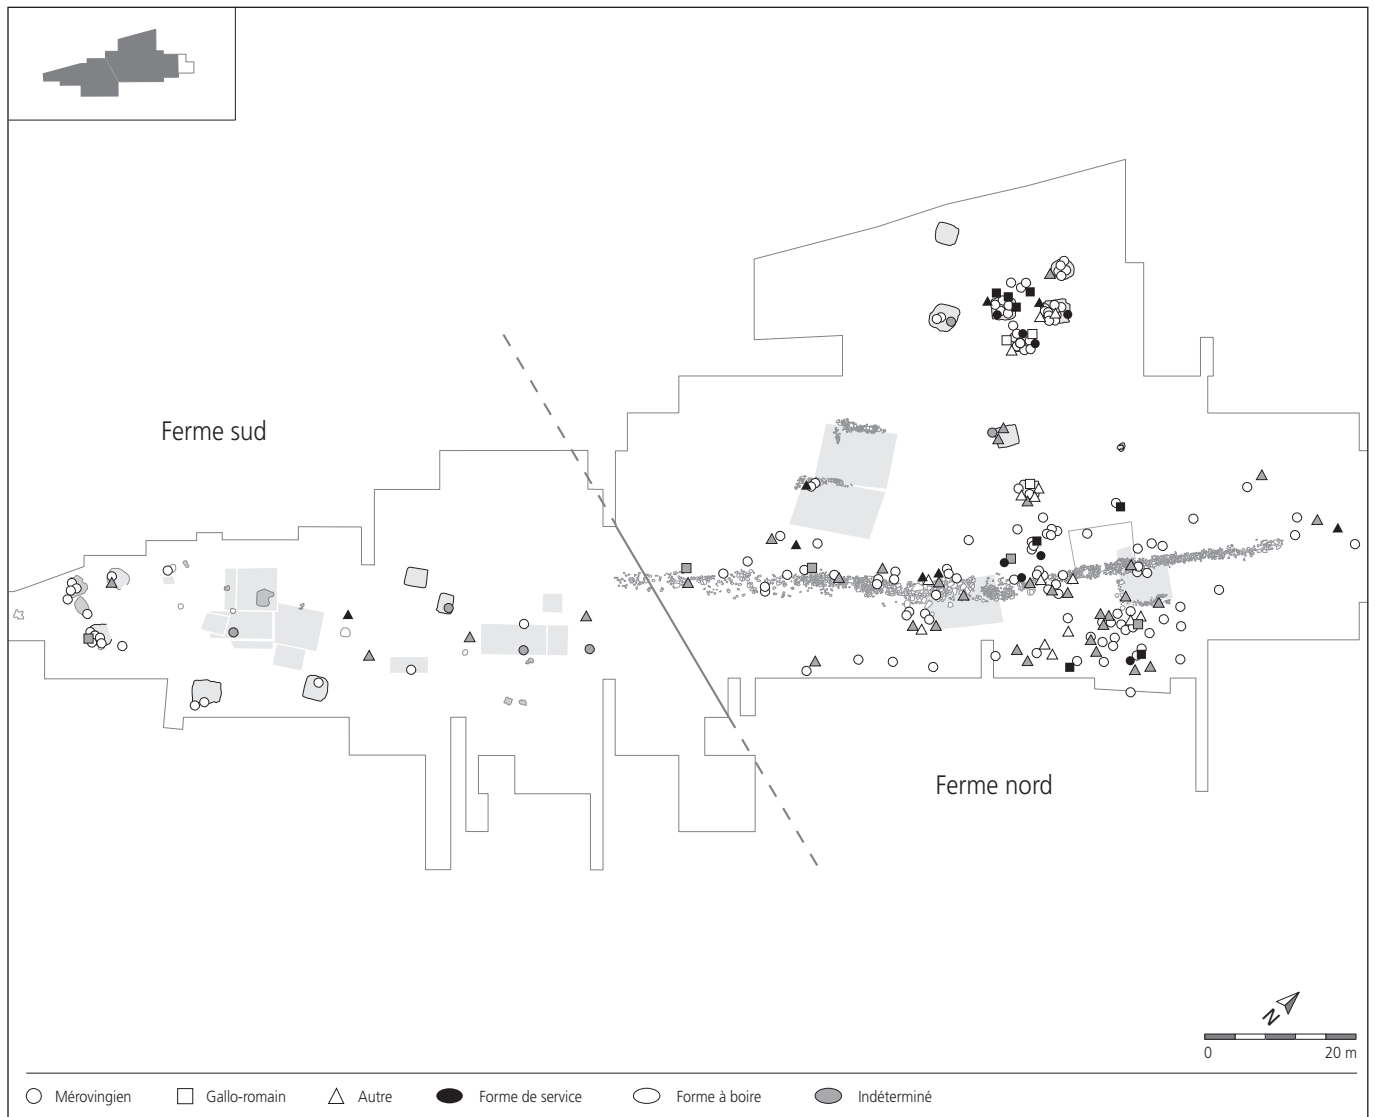 Ferme sud
Ferme nord
N
0 20 m
Mérovingien Gallo-romain Autre Forme de service Forme à boire Indéterminé